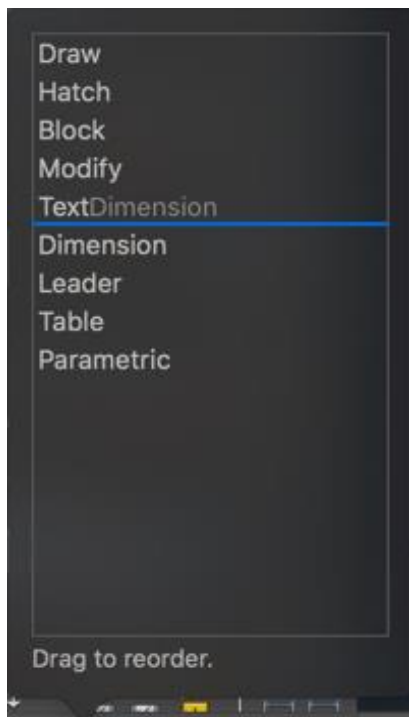 Draw
Hatch
Block
Modify
TextDimension
Dimension
Leader
Table
Parametric
Drag to reorder.